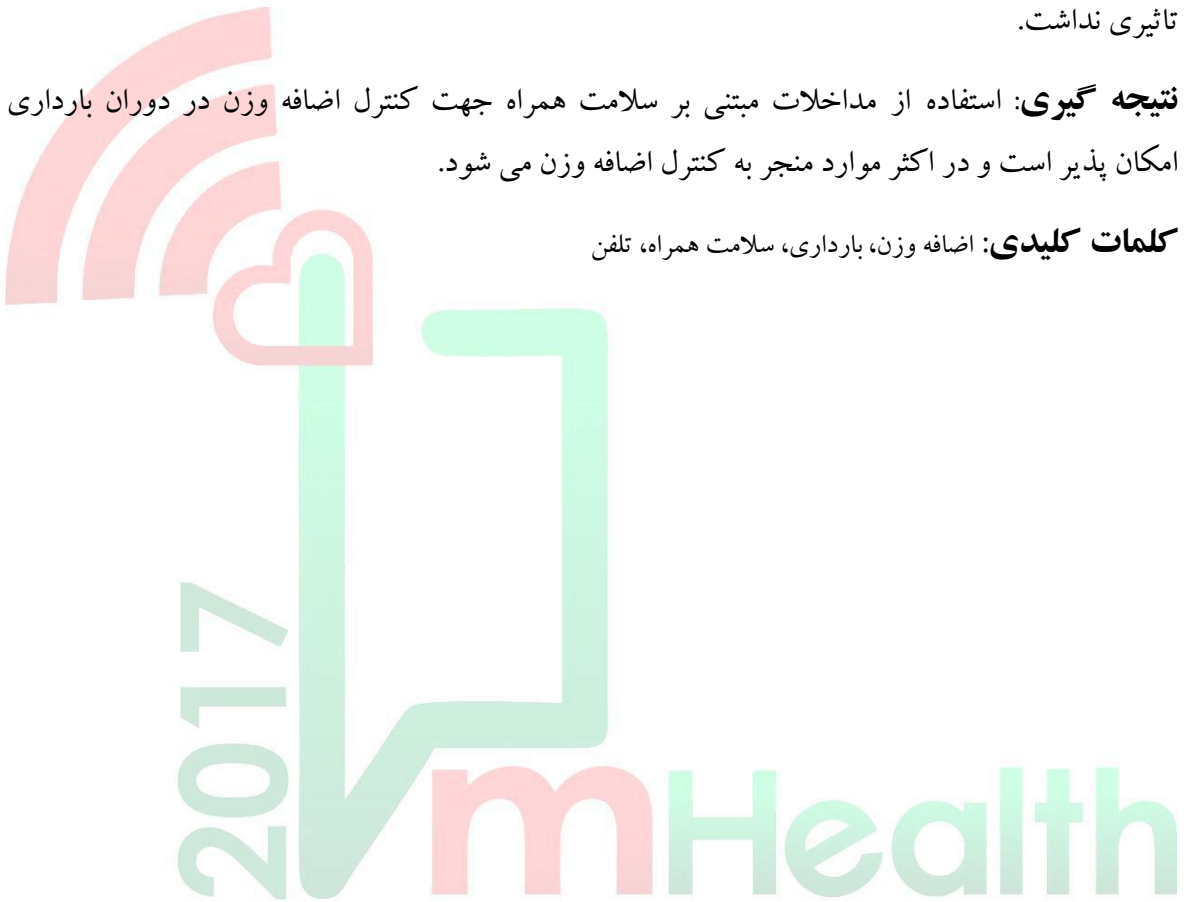 تاثیری نداشت.
نتیجه گیری: استفاده از مداخلات مبتنی بر سلامت همراه جهت کنترل اضافه وزن در دوران بارداری
امکان پذیر است و در اکثر موارد منجر به کنترل اضافه وزن می شود.
کلمات کلیدی: اضافه وزن، بارداری، سلامت همراه، تلفن
2017
mHealth